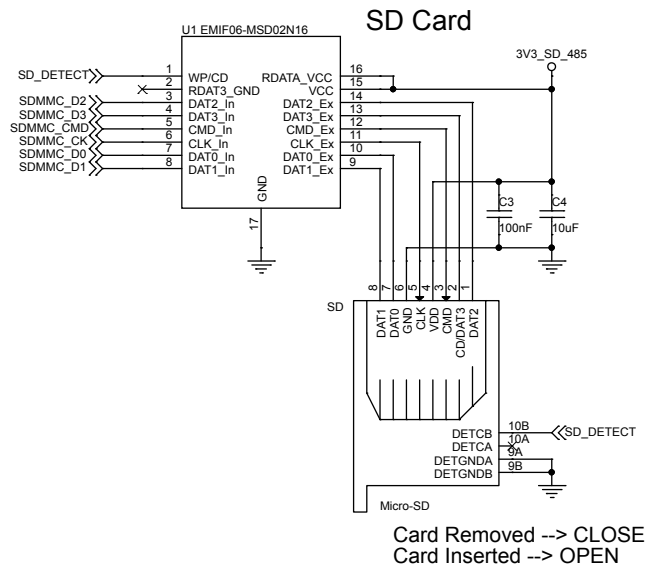 SD Card
U1 EMIF06-MSD02N16
3V3_SD_485
SD_DETECT 1 WP/CD RDATA_VCC 16
2 RDAT3_GND VCC 15
SDMMC_D2 3 DAT2_In DAT2_Ex 14
SDMMC_D3 4 DAT3_In DAT3_Ex 13
SDMMC_CMD 5 CMD_In CMD_Ex 12
SDMMC_CK 6 CLK_In CLK_Ex 11
SDMMC_D0 7 DAT0_In DAT0_Ex 10
SDMMC_D1 8 DAT1_In DAT1_Ex 9
GND
17
C3 C4
100nF 10uF
8 7 6 5 4 3 2 1
SD
DAT1 DAT0 GND CLK VDD CMD CD/DAT3 DAT2
DETCB 10B SD_DETECT
DETCA 10A
DETGNDA 9A
DETGNDB 9B
Micro-SD
Card Removed --> CLOSE
Card Inserted --> OPEN